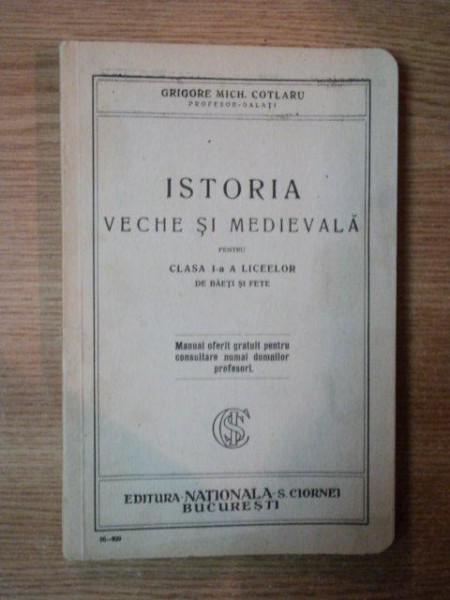 GRIGORE MICH. COTLARU
PROFESOR-GALAȚI
ISTORIA
VECHE ȘI MEDIEVALĂ
PENTRU
CLASA I-a A LICEELOR
DE BĂEȚI ȘI FETE
Manual oferit gratuit pentru
consultare numai domnilor
profesori.
EDITURA NAȚIONALA-S. CIORNEI
BUCUREȘTI